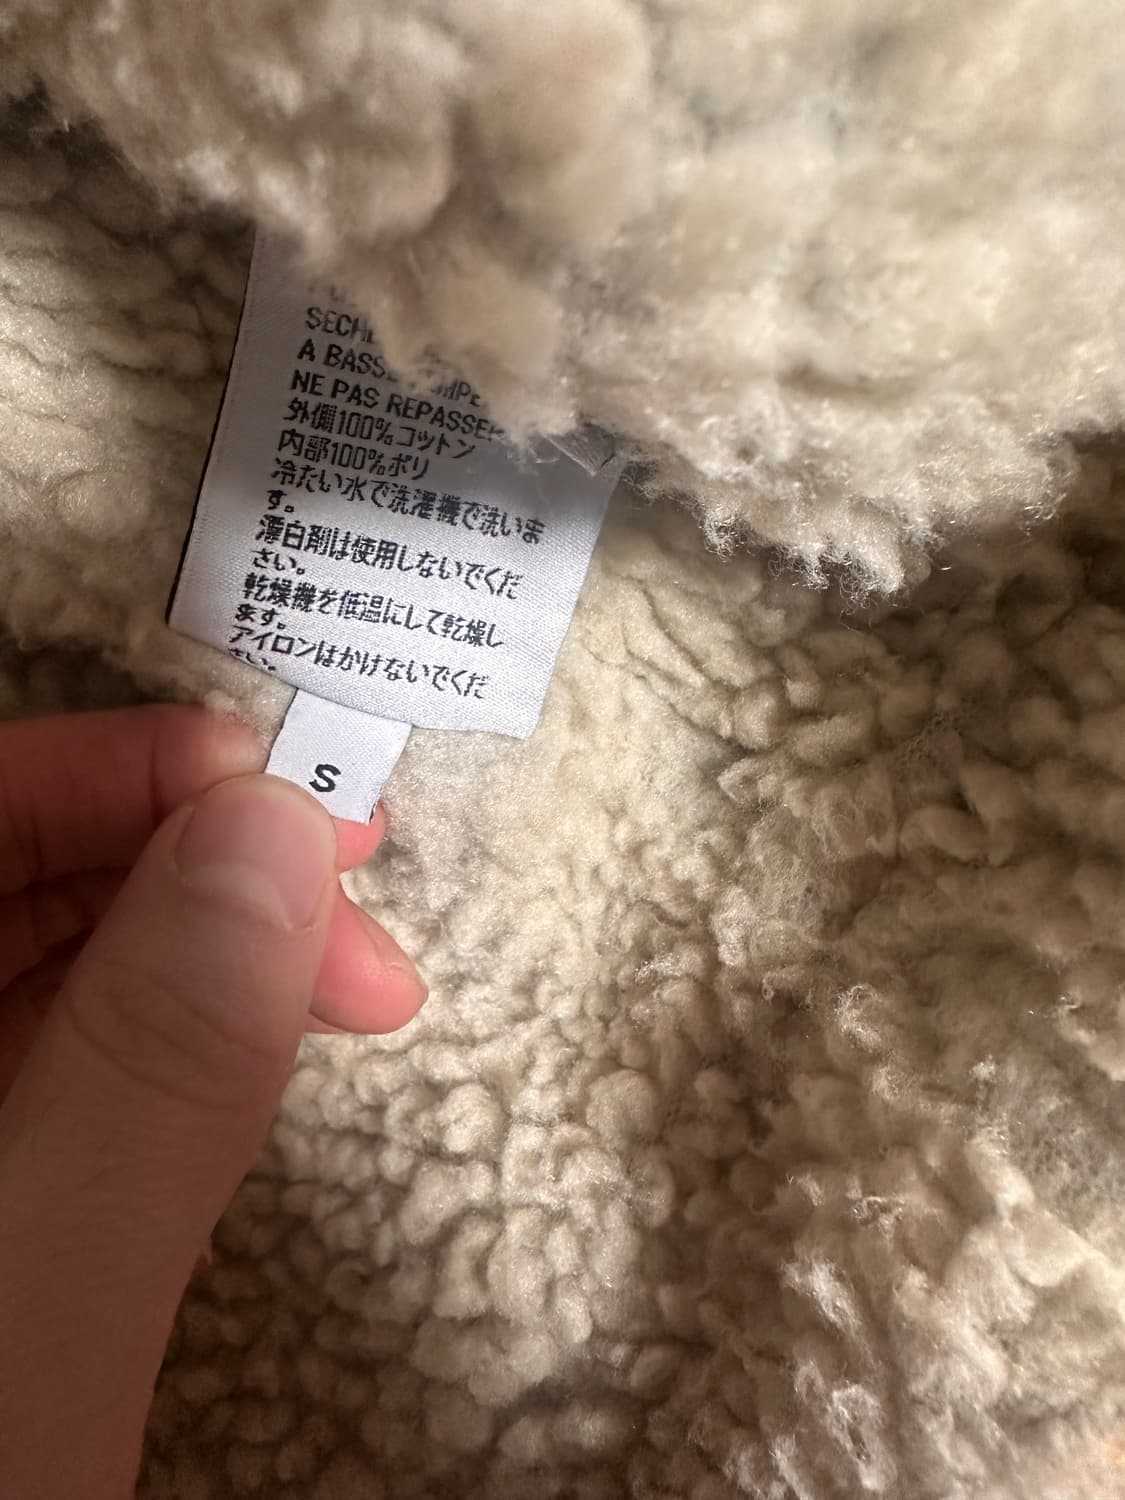 A
NE PAS REPASSER
外側100%コットン
内部100%ポリ
冷たい水で洗濯機で洗いま
す。
漂白剤は使用しないでくだ
さい。
乾燥機を低温にして乾燥し
ます。
アイロンはかけないでくだ
さい。
S